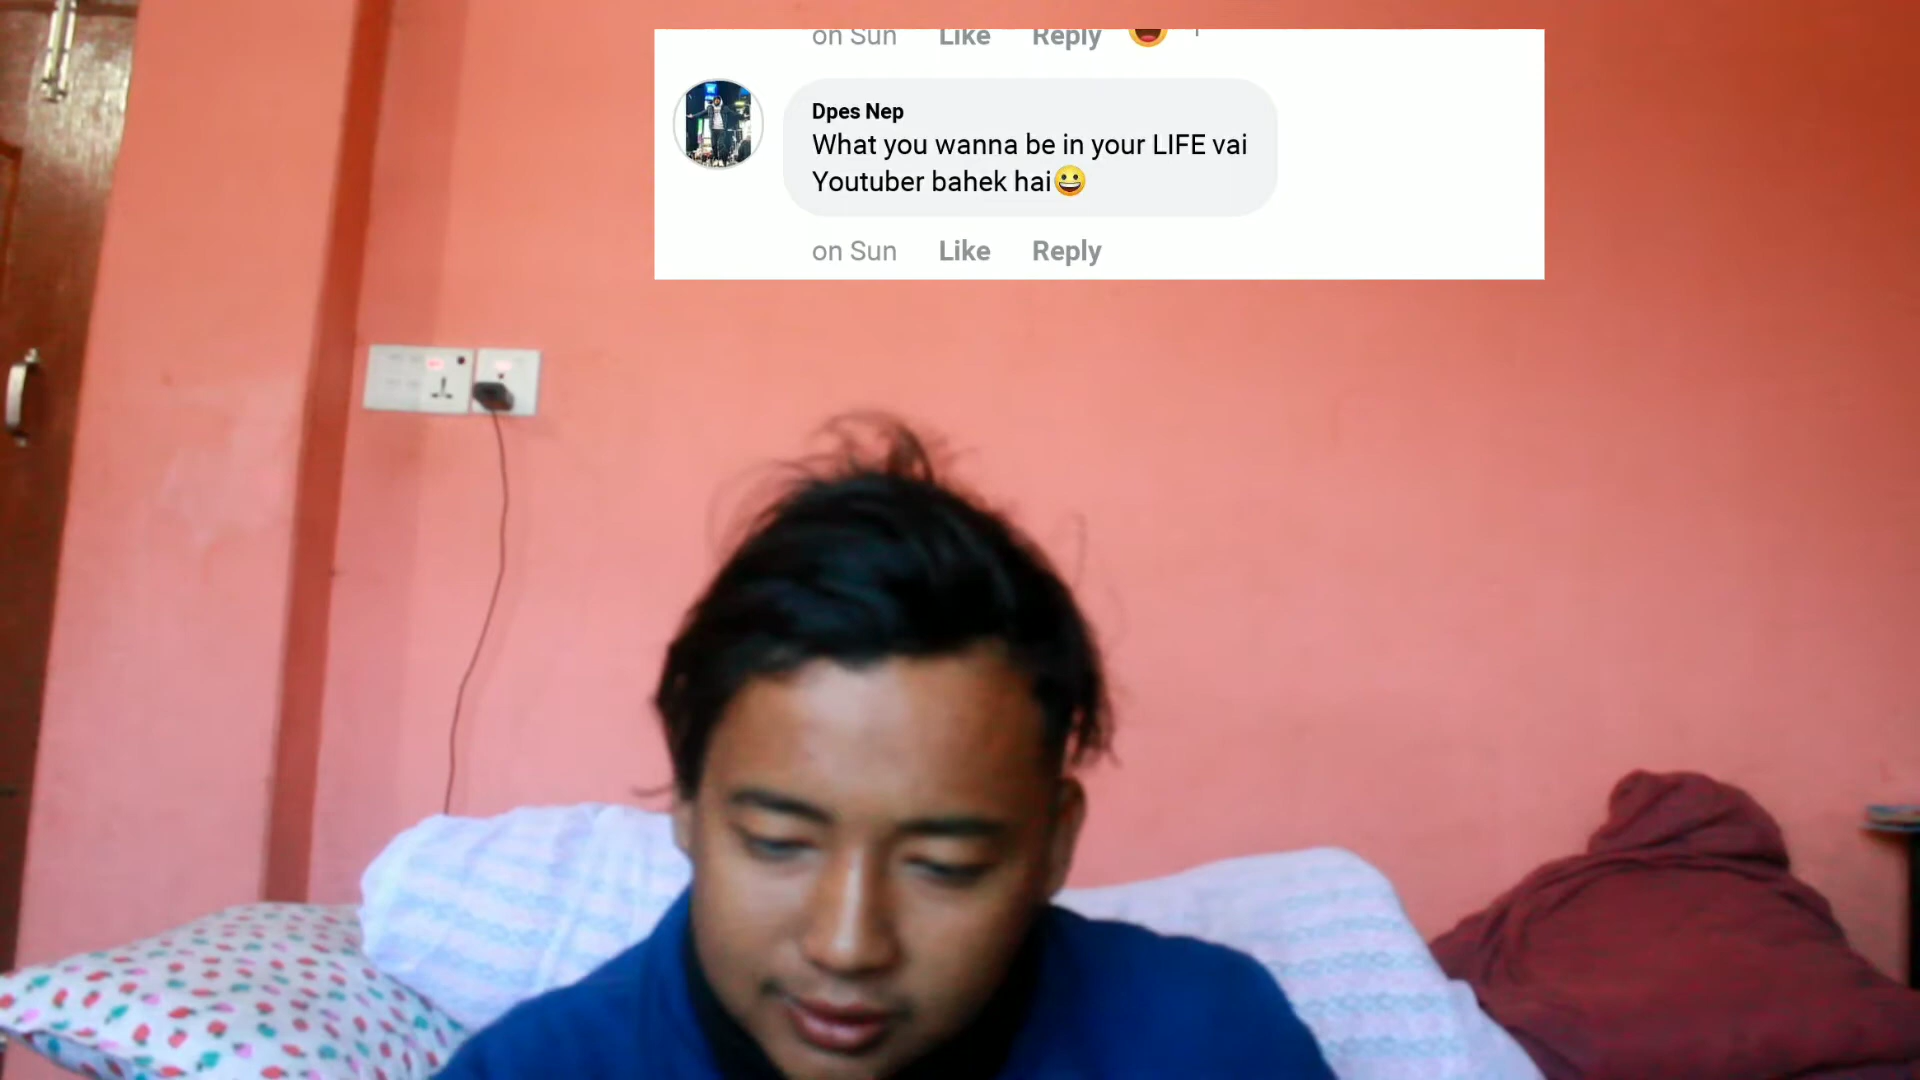 on Sun Like Reply
Dpes Nep
What you wanna be in your LIFE vai
Youtuber bahek hai😀
on Sun Like Reply